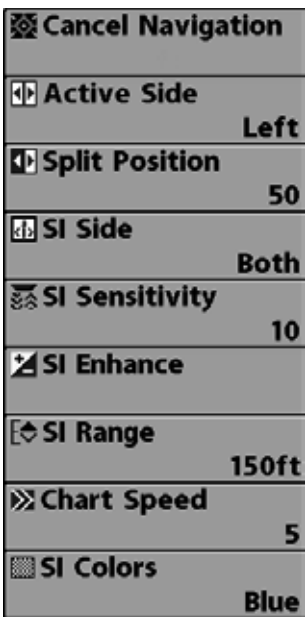 Cancel Navigation
Active Side
Left
Split Position
50
SI Side
Both
SI Sensitivity
10
SI Enhance
SI Range
150ft
Chart Speed
5
SI Colors
Blue